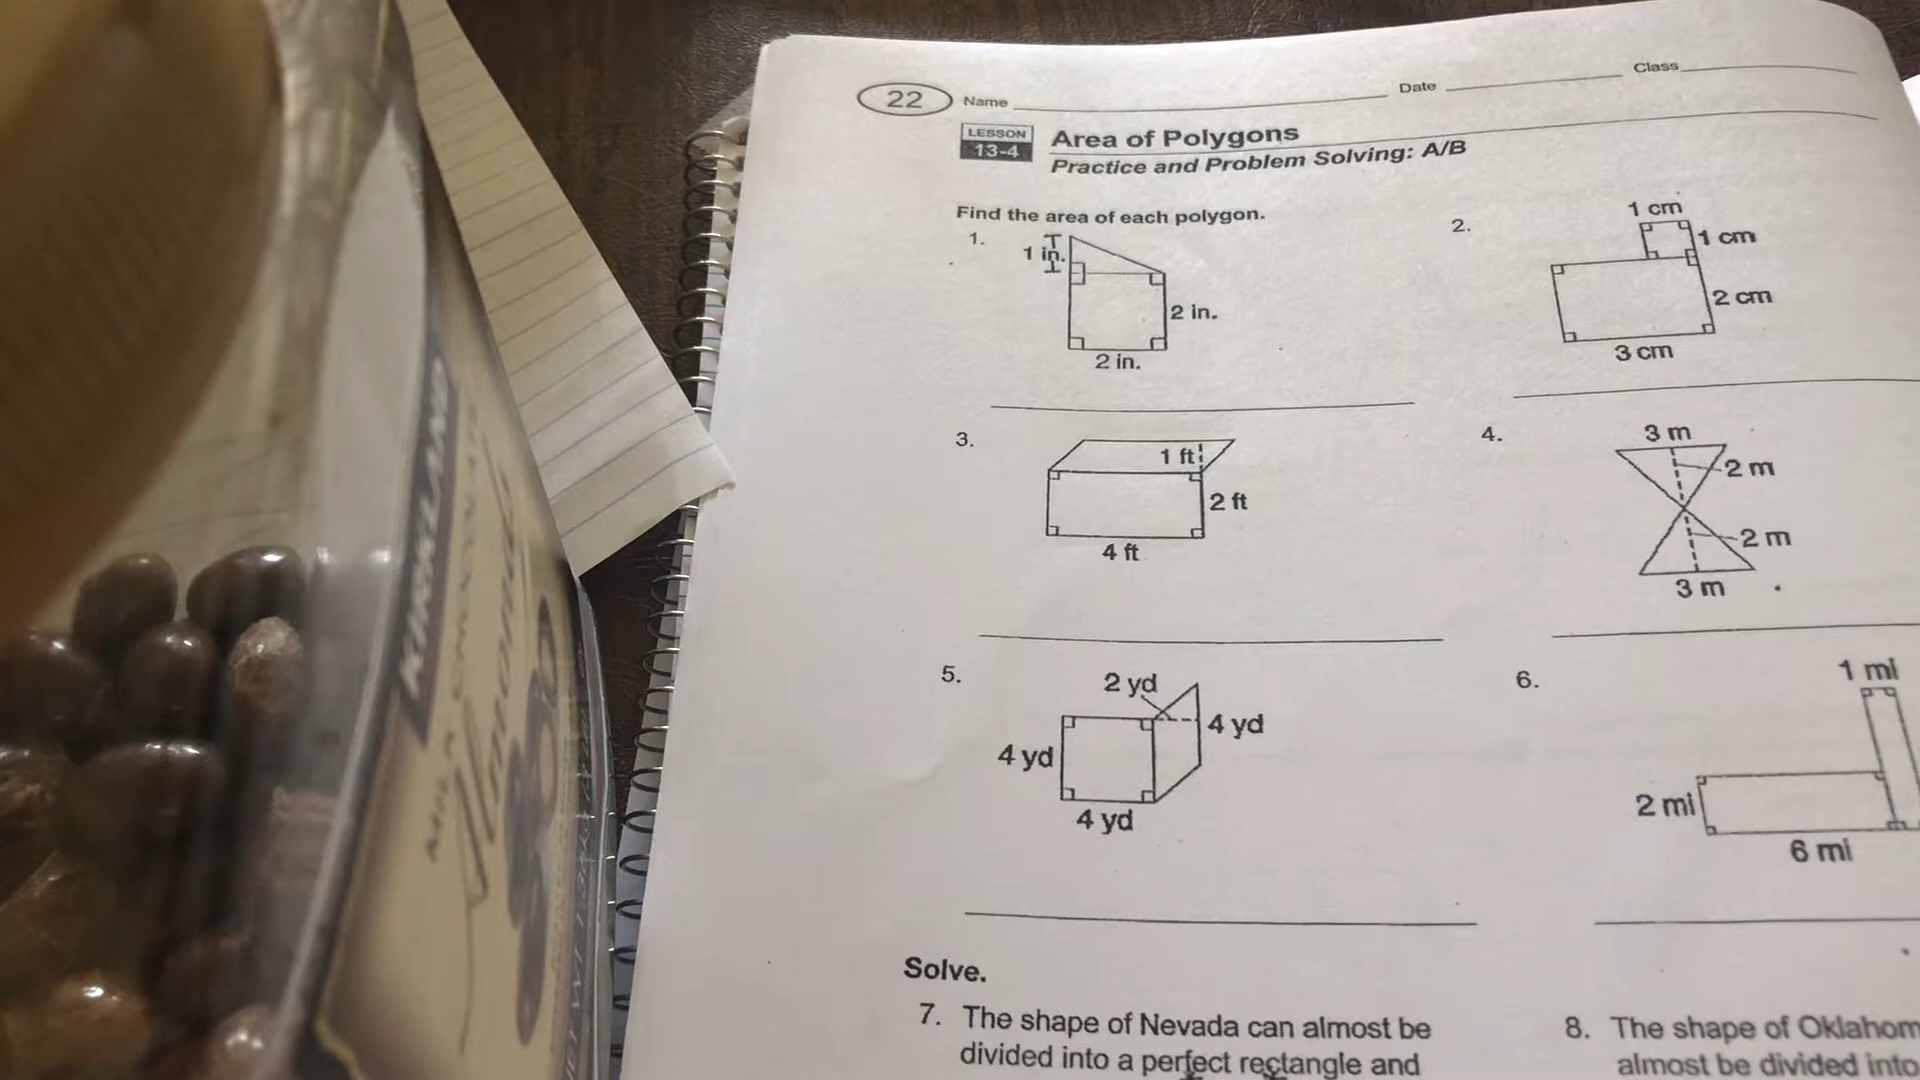 22
Name
Date
Class
LESSON
13-4
Area of Polygons
Practice and Problem Solving: A/B
Find the area of each polygon.
1.
1 in.
2 in.
2 in.
2.
1 cm
1 cm
2 cm
3 cm
3.
1 ft
2 ft
4 ft
4.
3 m
2 m
2 m
3 m
5.
2 yd
4 yd
4 yd
4 yd
6.
1 mi
2 mi
6 mi
Solve.
7. The shape of Nevada can almost be
divided into a perfect rectangle and
8. The shape of Oklahom
almost be divided into
KIRKLAND
MILK CHOCOLATE